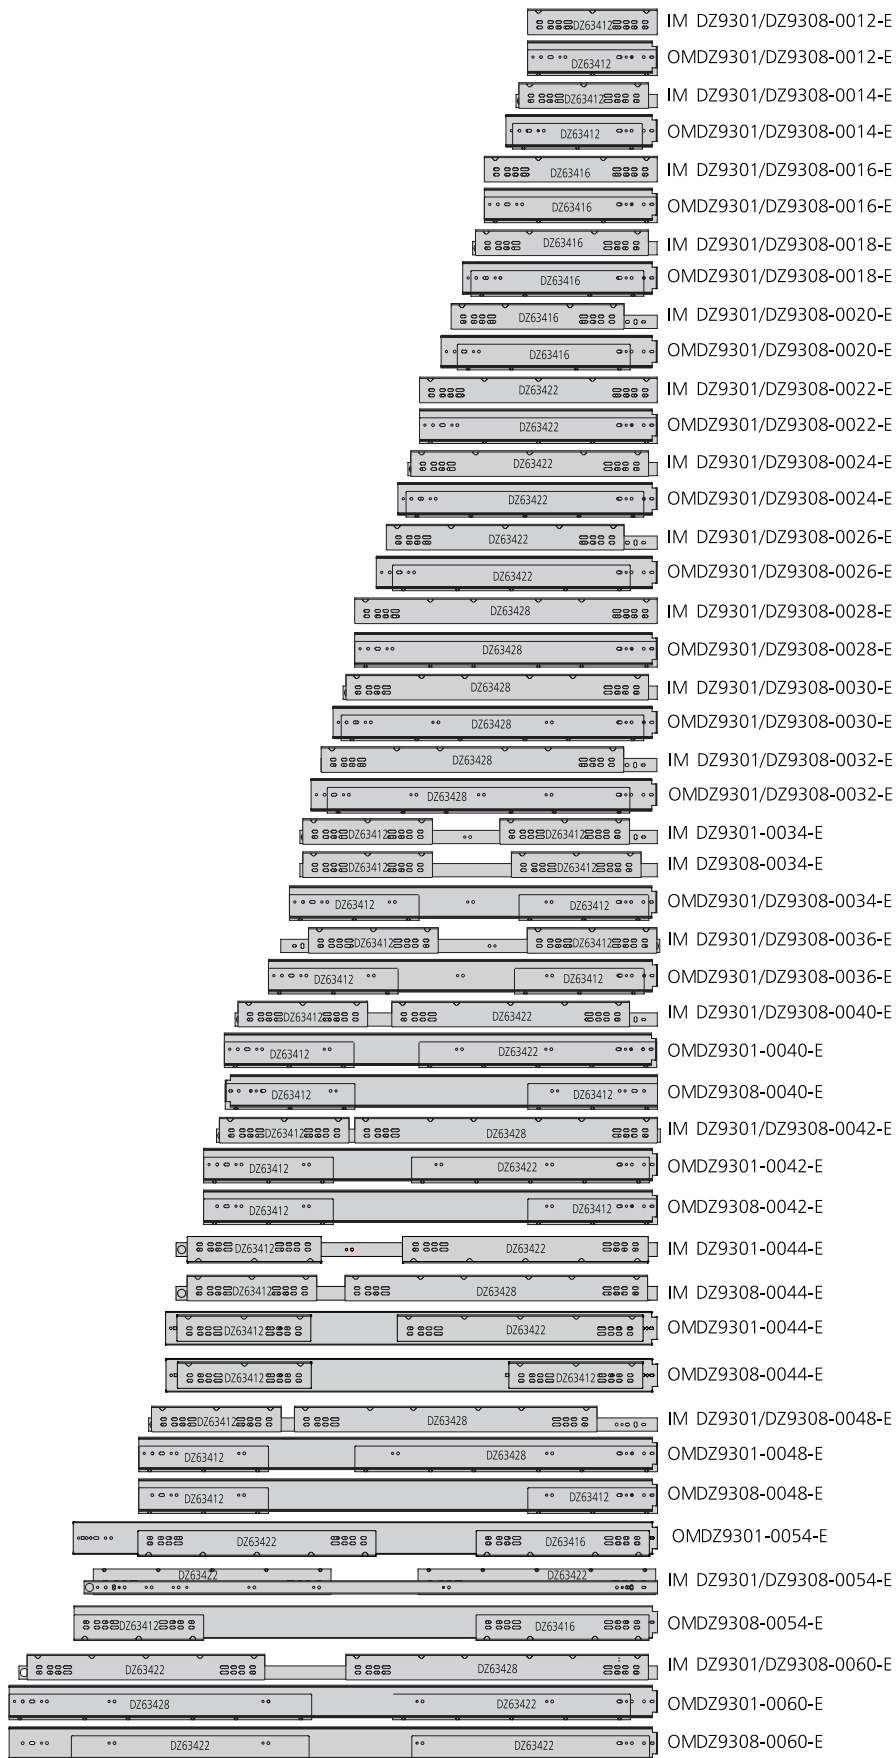 DZ63412 IM DZ9301/DZ9308-0012-E
DZ63412 OMDZ9301/DZ9308-0012-E
DZ63412 IM DZ9301/DZ9308-0014-E
DZ63412 OMDZ9301/DZ9308-0014-E
DZ63416 IM DZ9301/DZ9308-0016-E
DZ63416 OMDZ9301/DZ9308-0016-E
DZ63416 IM DZ9301/DZ9308-0018-E
DZ63416 OMDZ9301/DZ9308-0018-E
DZ63416 IM DZ9301/DZ9308-0020-E
DZ63416 OMDZ9301/DZ9308-0020-E
DZ63422 IM DZ9301/DZ9308-0022-E
DZ63422 OMDZ9301/DZ9308-0022-E
DZ63422 IM DZ9301/DZ9308-0024-E
DZ63422 OMDZ9301/DZ9308-0024-E
DZ63422 IM DZ9301/DZ9308-0026-E
DZ63422 OMDZ9301/DZ9308-0026-E
DZ63428 IM DZ9301/DZ9308-0028-E
DZ63428 OMDZ9301/DZ9308-0028-E
DZ63428 IM DZ9301/DZ9308-0030-E
DZ63428 OMDZ9301/DZ9308-0030-E
DZ63428 IM DZ9301/DZ9308-0032-E
DZ63428 OMDZ9301/DZ9308-0032-E
DZ63412 DZ63412 IM DZ9301-0034-E
DZ63412 DZ63412 IM DZ9308-0034-E
DZ63412 DZ63412 OMDZ9301/DZ9308-0034-E
DZ63412 DZ63412 IM DZ9301/DZ9308-0036-E
DZ63412 DZ63412 OMDZ9301/DZ9308-0036-E
DZ63412 DZ63422 IM DZ9301/DZ9308-0040-E
DZ63412 DZ63422 OMDZ9301-0040-E
DZ63412 DZ63412 OMDZ9308-0040-E
DZ63412 DZ63428 IM DZ9301/DZ9308-0042-E
DZ63412 DZ63422 OMDZ9301-0042-E
DZ63412 DZ63412 OMDZ9308-0042-E
DZ63412 DZ63422 IM DZ9301-0044-E
DZ63412 DZ63428 IM DZ9308-0044-E
DZ63412 DZ63422 OMDZ9301-0044-E
DZ63412 DZ63412 OMDZ9308-0044-E
DZ63412 DZ63428 IM DZ9301/DZ9308-0048-E
DZ63412 DZ63428 OMDZ9301-0048-E
DZ63412 DZ63412 OMDZ9308-0048-E
DZ63422 DZ63416 OMDZ9301-0054-E
DZ63422 DZ63422 IM DZ9301/DZ9308-0054-E
DZ63412 DZ63416 OMDZ9308-0054-E
DZ63422 DZ63428 IM DZ9301/DZ9308-0060-E
DZ63428 DZ63422 OMDZ9301-0060-E
DZ63422 DZ63422 OMDZ9308-0060-E